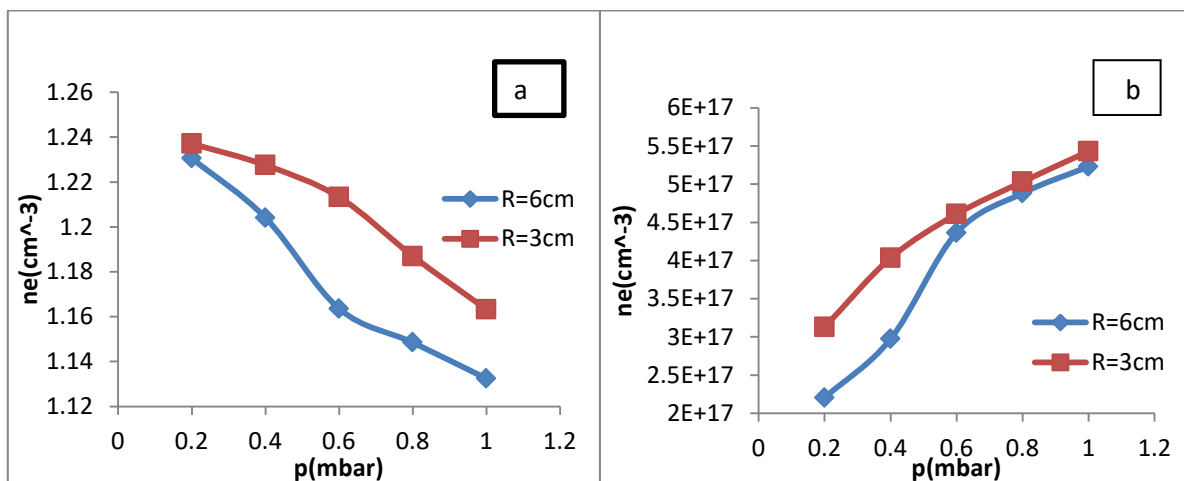 a
1.26
1.24
1.22
1.2
1.18
1.16
1.14
1.12
ne(cm^-3)
0 0.2 0.4 0.6 0.8 1 1.2
p(mbar)
R=6cm
R=3cm
b
6E+17
5.5E+17
5E+17
4.5E+17
4E+17
3.5E+17
3E+17
2.5E+17
2E+17
ne(cm^-3)
0 0.2 0.4 0.6 0.8 1 1.2
p(mbar)
R=6cm
R=3cm